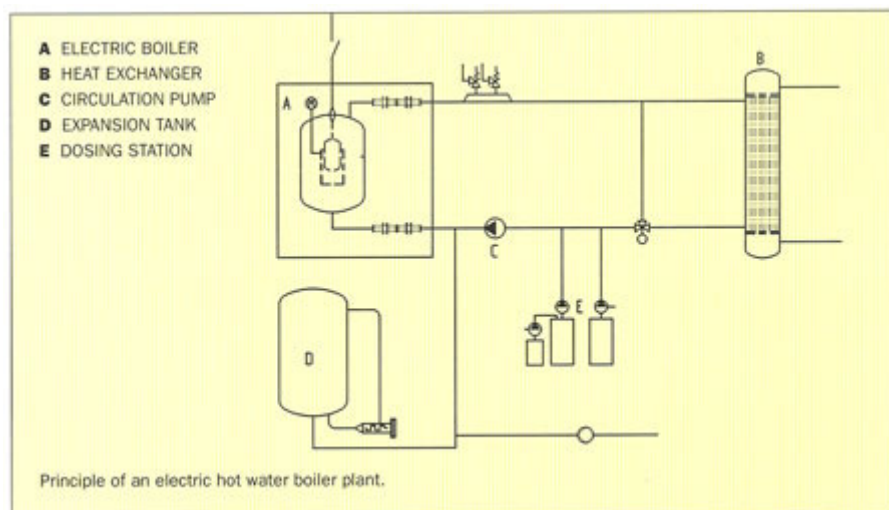 A ELECTRIC BOILER
B HEAT EXCHANGER
C CIRCULATION PUMP
D EXPANSION TANK
E DOSING STATION
A
M
B
C
E
D
Principle of an electric hot water boiler plant.